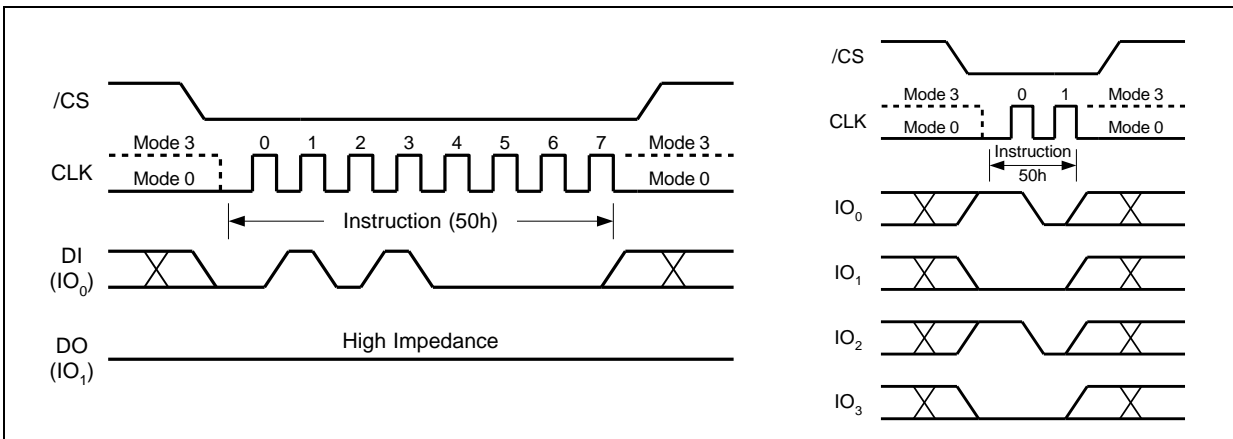 /CS
Mode 3 0 1 2 3 4 5 6 7 Mode 3
CLK
Mode 0 Mode 0
Instruction (50h)
DI
(IO0)
High Impedance
DO
(IO1)
/CS
Mode 3 0 1 Mode 3
CLK
Mode 0 Mode 0
Instruction
50h
IO0
IO1
IO2
IO3